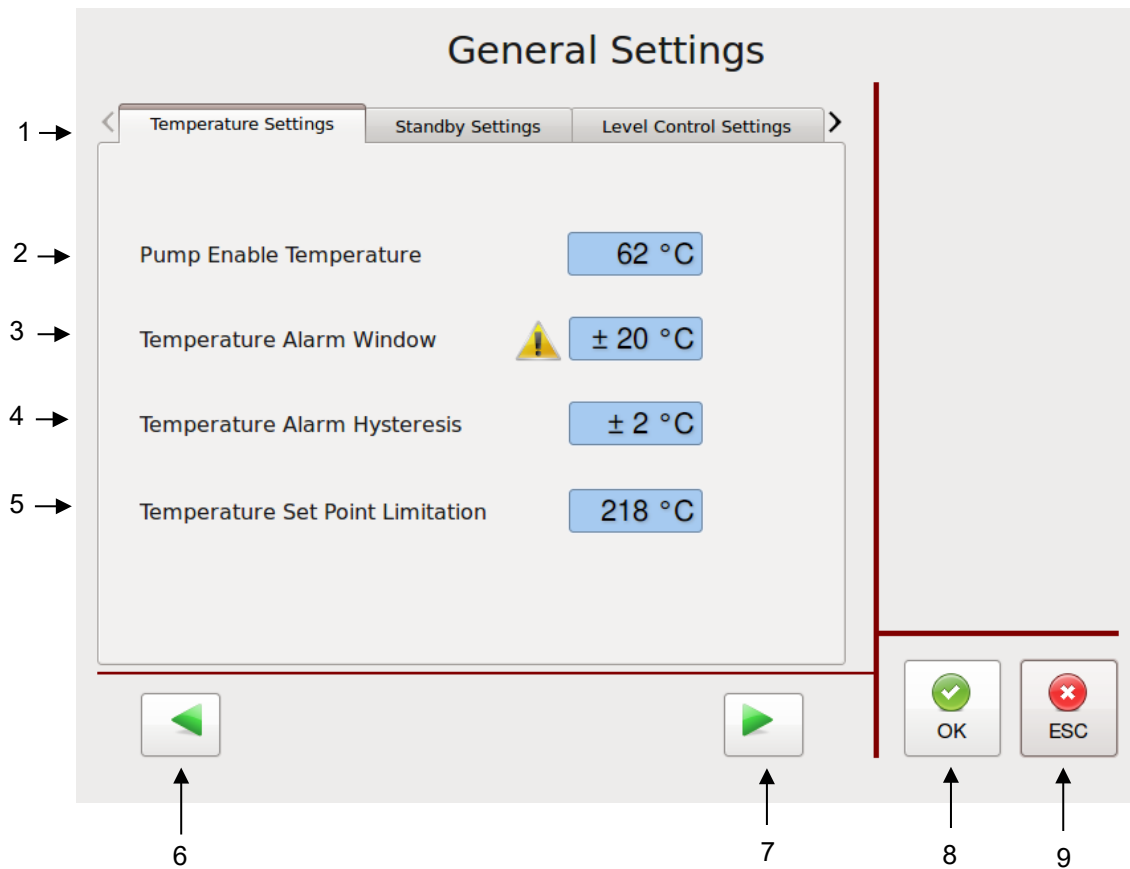 General Settings
1 Temperature Settings Standby Settings Level Control Settings
2 Pump Enable Temperature 62 °C
3 Temperature Alarm Window ± 20 °C
4 Temperature Alarm Hysteresis ± 2 °C
5 Temperature Set Point Limitation 218 °C
OK ESC
6 7 8 9